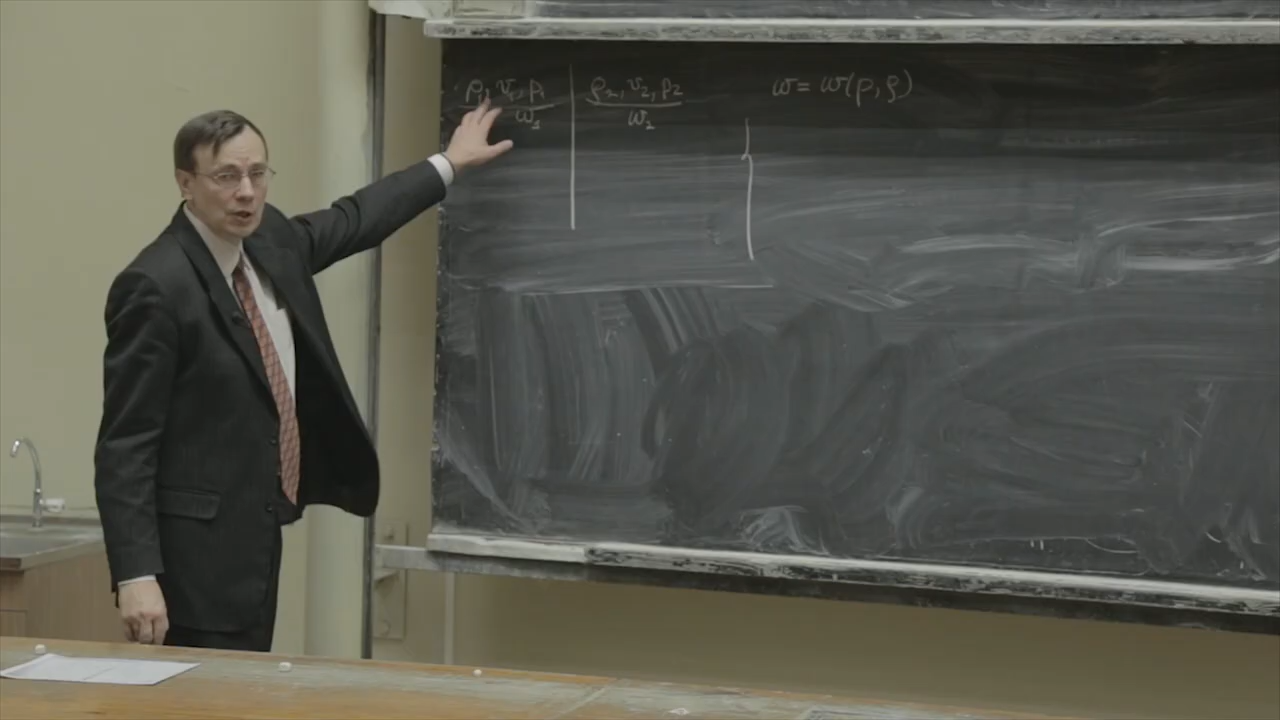 ρ₁, v₁, p₁ | ρ₂, v₂, p₂ w = w(p, ρ)
w₁ | w₂